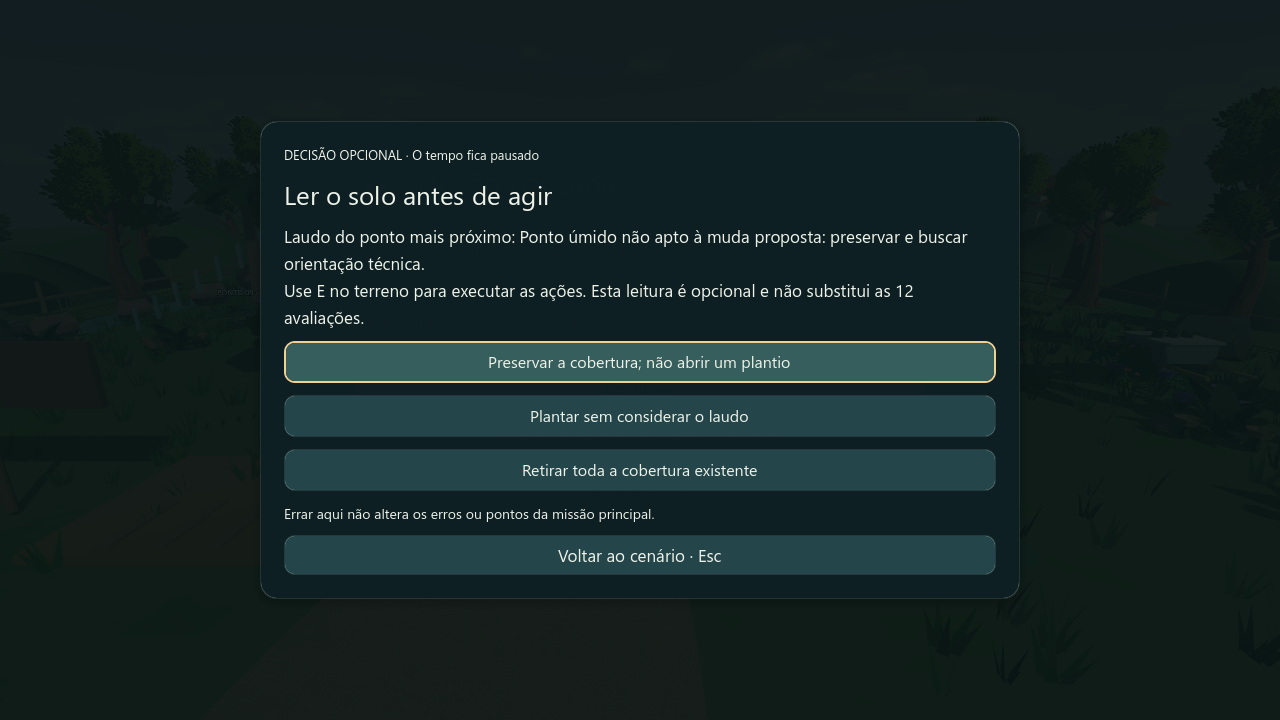 DECISÃO OPCIONAL · O tempo fica pausado
Ler o solo antes de agir
Laudo do ponto mais próximo: Ponto úmido não apto à muda proposta: preservar e buscar
orientação técnica.
Use E no terreno para executar as ações. Esta leitura é opcional e não substitui as 12
avaliações.
Preservar a cobertura; não abrir um plantio
Plantar sem considerar o laudo
Retirar toda a cobertura existente
Errar aqui não altera os erros ou pontos da missão principal.
Voltar ao cenário · Esc